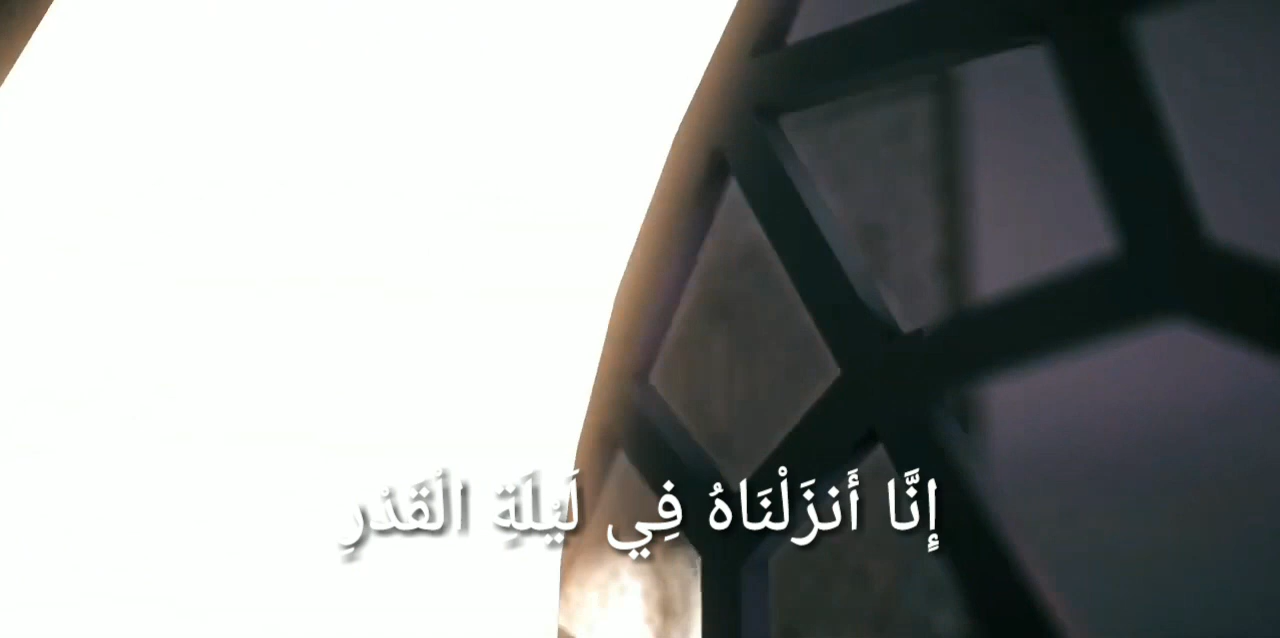 إِنَّا أَنزَلْنَاهُ فِي لَيْلَةِ الْقَدْرِ